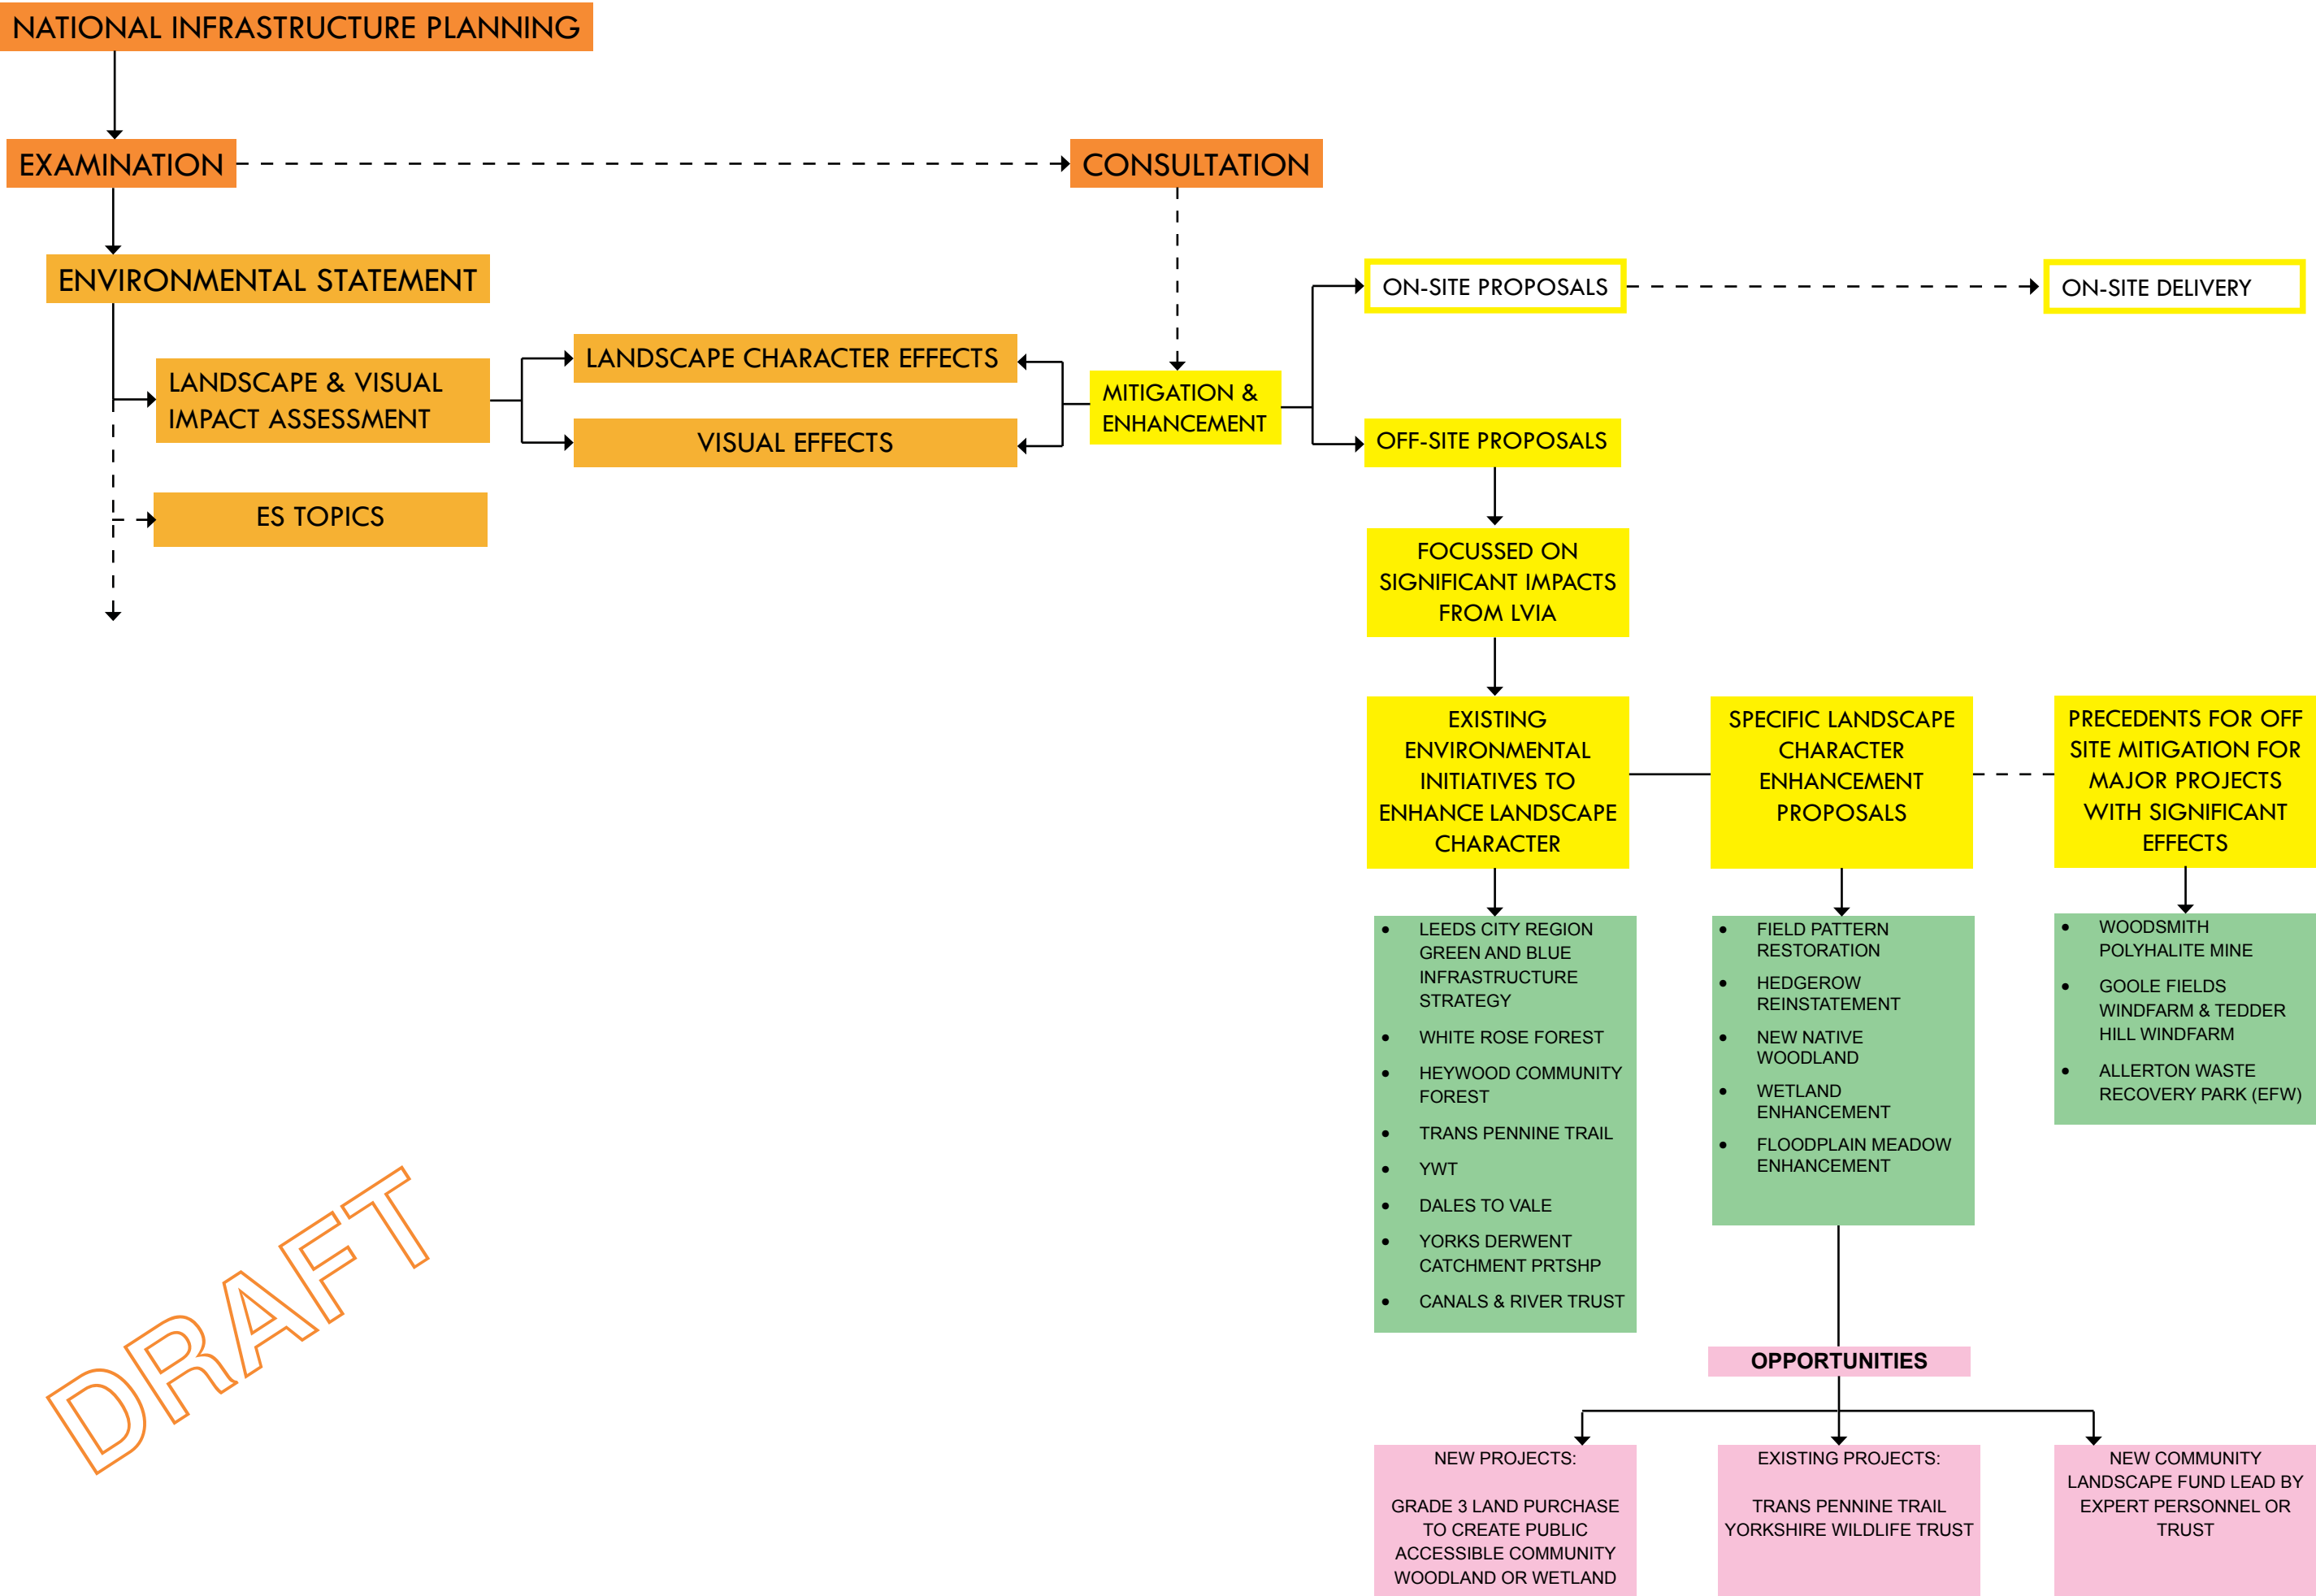 NATIONAL INFRASTRUCTURE PLANNING
EXAMINATION
CONSULTATION
ENVIRONMENTAL STATEMENT
ON-SITE PROPOSALS
ON-SITE DELIVERY
LANDSCAPE & VISUAL
IMPACT ASSESSMENT
LANDSCAPE CHARACTER EFFECTS
VISUAL EFFECTS
MITIGATION &
ENHANCEMENT
OFF-SITE PROPOSALS
ES TOPICS
FOCUSSED ON
SIGNIFICANT IMPACTS
FROM LVIA
EXISTING
ENVIRONMENTAL
INITIATIVES TO
ENHANCE LANDSCAPE
CHARACTER
SPECIFIC LANDSCAPE
CHARACTER
ENHANCEMENT
PROPOSALS
PRECEDENTS FOR OFF
SITE MITIGATION FOR
MAJOR PROJECTS
WITH SIGNIFICANT
EFFECTS
• LEEDS CITY REGION
GREEN AND BLUE
INFRASTRUCTURE
STRATEGY
• WHITE ROSE FOREST
• HEYWOOD COMMUNITY
FOREST
• TRANS PENNINE TRAIL
• YWT
• DALES TO VALE
• YORKS DERWENT
CATCHMENT PRTSHP
• CANALS & RIVER TRUST
• FIELD PATTERN
RESTORATION
• HEDGEROW
REINSTATEMENT
• NEW NATIVE
WOODLAND
• WETLAND
ENHANCEMENT
• FLOODPLAIN MEADOW
ENHANCEMENT
• WOODSMITH
POLYHALITE MINE
• GOOLE FIELDS
WINDFARM & TEDDER
HILL WINDFARM
• ALLERTON WASTE
RECOVERY PARK (EFW)
DRAFT
OPPORTUNITIES
NEW PROJECTS:
GRADE 3 LAND PURCHASE
TO CREATE PUBLIC
ACCESSIBLE COMMUNITY
WOODLAND OR WETLAND
EXISTING PROJECTS:
TRANS PENNINE TRAIL
YORKSHIRE WILDLIFE TRUST
NEW COMMUNITY
LANDSCAPE FUND LEAD BY
EXPERT PERSONNEL OR
TRUST